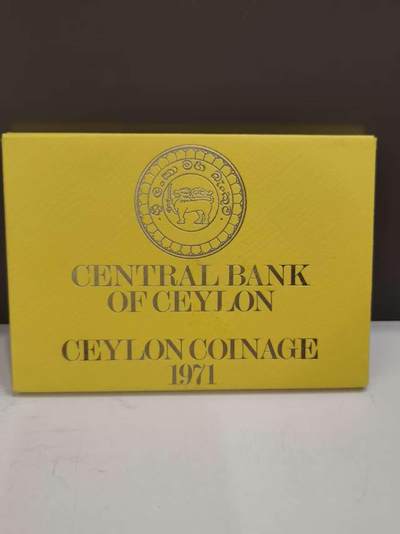 CENTRAL BANK
OF CEYLON
CEYLON COINAGE
1971